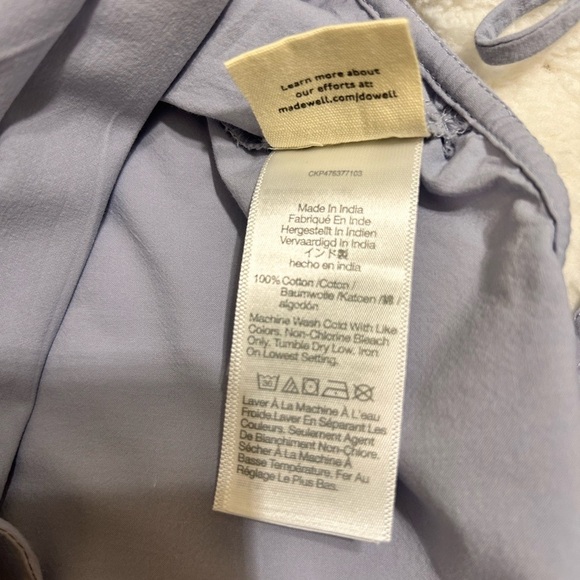 Learn more about
our efforts at:
madewell.com/dowell
CKP476377103
Made In India
Fabriqué En Inde
Hergestellt In Indien
Vervaardigd In India
インド製
hecho en india
100% Cotton /Coton /
Baumwolle /Katoen /綿 /
algodón
Machine Wash Cold With Like
Colors. Non-Chlorine Bleach
Only. Tumble Dry Low. Iron
On Lowest Setting.
30
Laver À La Machine À L'eau
Froide.Laver En Séparant Les
Couleurs. Seulement Agent
De Blanchiment Non-Chlore.
Sécher À La Machine À
Basse Température. Fer Au
Réglage Le Plus Bas.